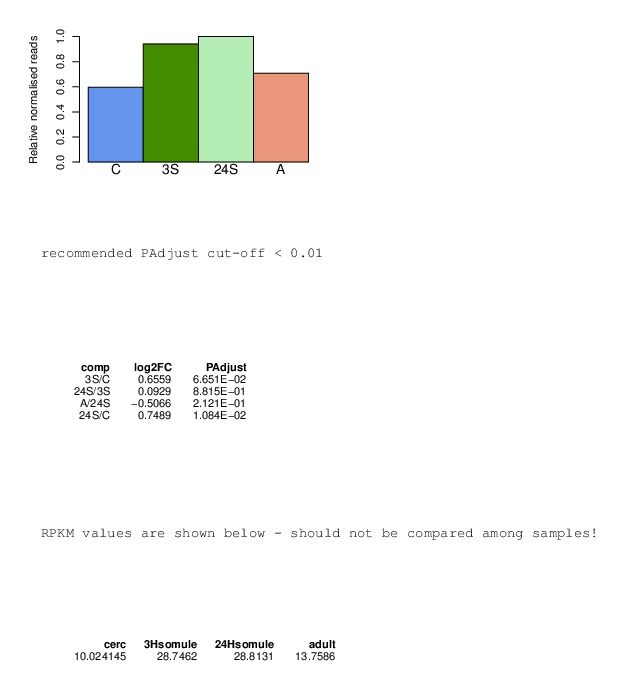 Relative normalised reads
1.0
0.8
0.6
0.4
0.2
0.0
C 3S 24S A
recommended PAdjust cut-off < 0.01
comp log2FC PAdjust
3S/C 0.6559 6.651E−02
24S/3S 0.0929 8.815E−01
A/24S −0.5066 2.121E−01
24S/C 0.7489 1.084E−02
RPKM values are shown below - should not be compared among samples!
cerc 3Hsomule 24Hsomule adult
10.024145 28.7462 28.8131 13.7586